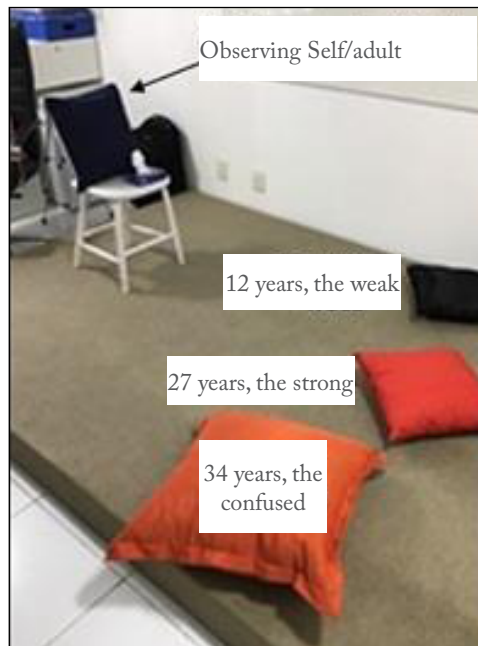 Observing Self/adult
12 years, the weak
27 years, the strong
34 years, the
confused